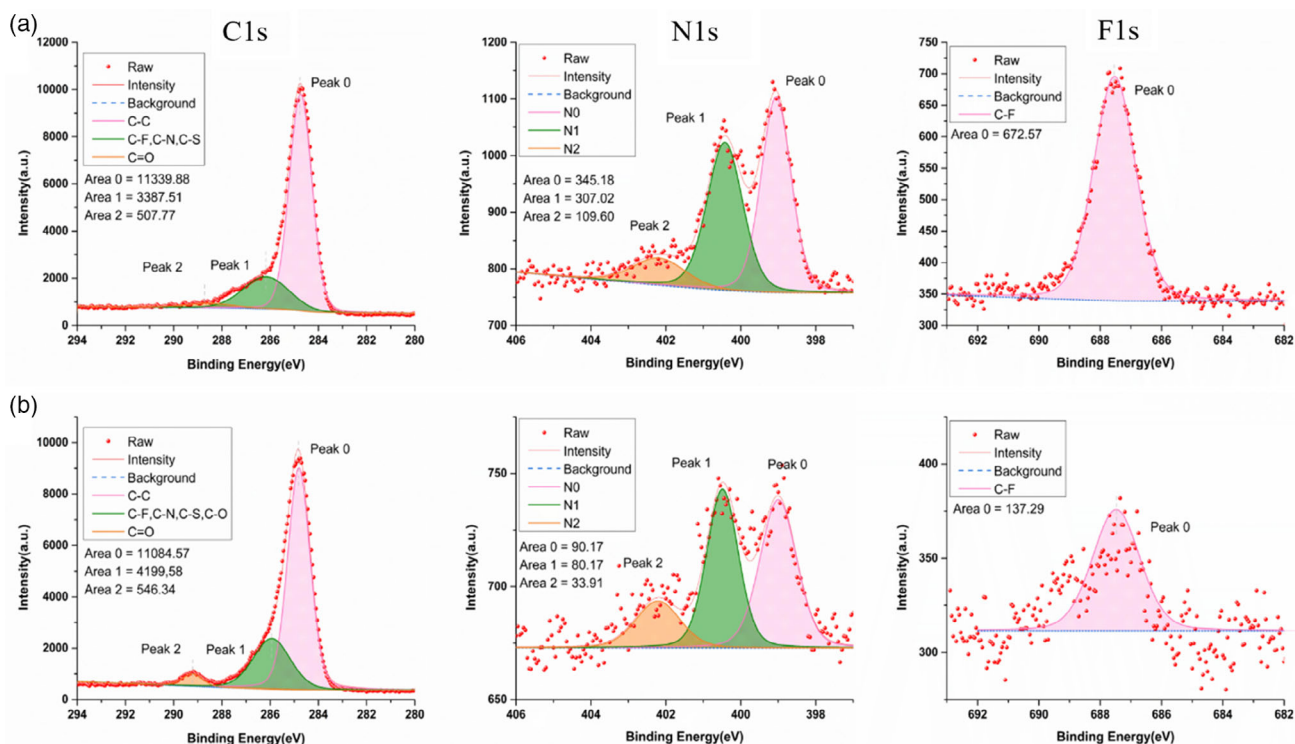 (a)
C1s
N1s
F1s
Raw
Intensity
Background
C-C
C-F,C-N,C-S
C=O
Area 0 = 11339.88
Area 1 = 3387.51
Area 2 = 507.77
Peak 0
Peak 1
Peak 2
Intensity(a.u.)
12000
10000
8000
6000
4000
2000
0
294 292 290 288 286 284 282 280
Binding Energy(eV)
Raw
Intensity
Background
N0
N1
N2
Area 0 = 345.18
Area 1 = 307.02
Area 2 = 109.60
Peak 0
Peak 1
Peak 2
Intensity(a.u.)
1200
1100
1000
900
800
700
406 404 402 400 398
Binding Energy(eV)
Raw
Intensity
Background
C-F
Area 0 = 672.57
Peak 0
Intensity(a.u.)
750
700
650
600
550
500
450
400
350
300
692 690 688 686 684 682
Binding Energy(eV)
(b)
Raw
Intensity
Background
C-C
C-F,C-N,C-S,C-O
C=O
Area 0 = 11084.57
Area 1 = 4199,58
Area 2 = 546.34
Peak 0
Peak 1
Peak 2
Intensity(a.u.)
10000
8000
6000
4000
2000
0
294 292 290 288 286 284 282 280
Binding Energy(eV)
Raw
Intensity
Background
N0
N1
N2
Area 0 = 90.17
Area 1 = 80.17
Area 2 = 33.91
Peak 0
Peak 1
Peak 2
Intensity(a.u.)
750
700
650
406 404 402 400 398
Binding Energy(eV)
Raw
Intensity
Background
C-F
Area 0 = 137.29
Peak 0
Intensity(a.u.)
400
350
300
692 690 688 686 684 682
Binding Energy(eV)